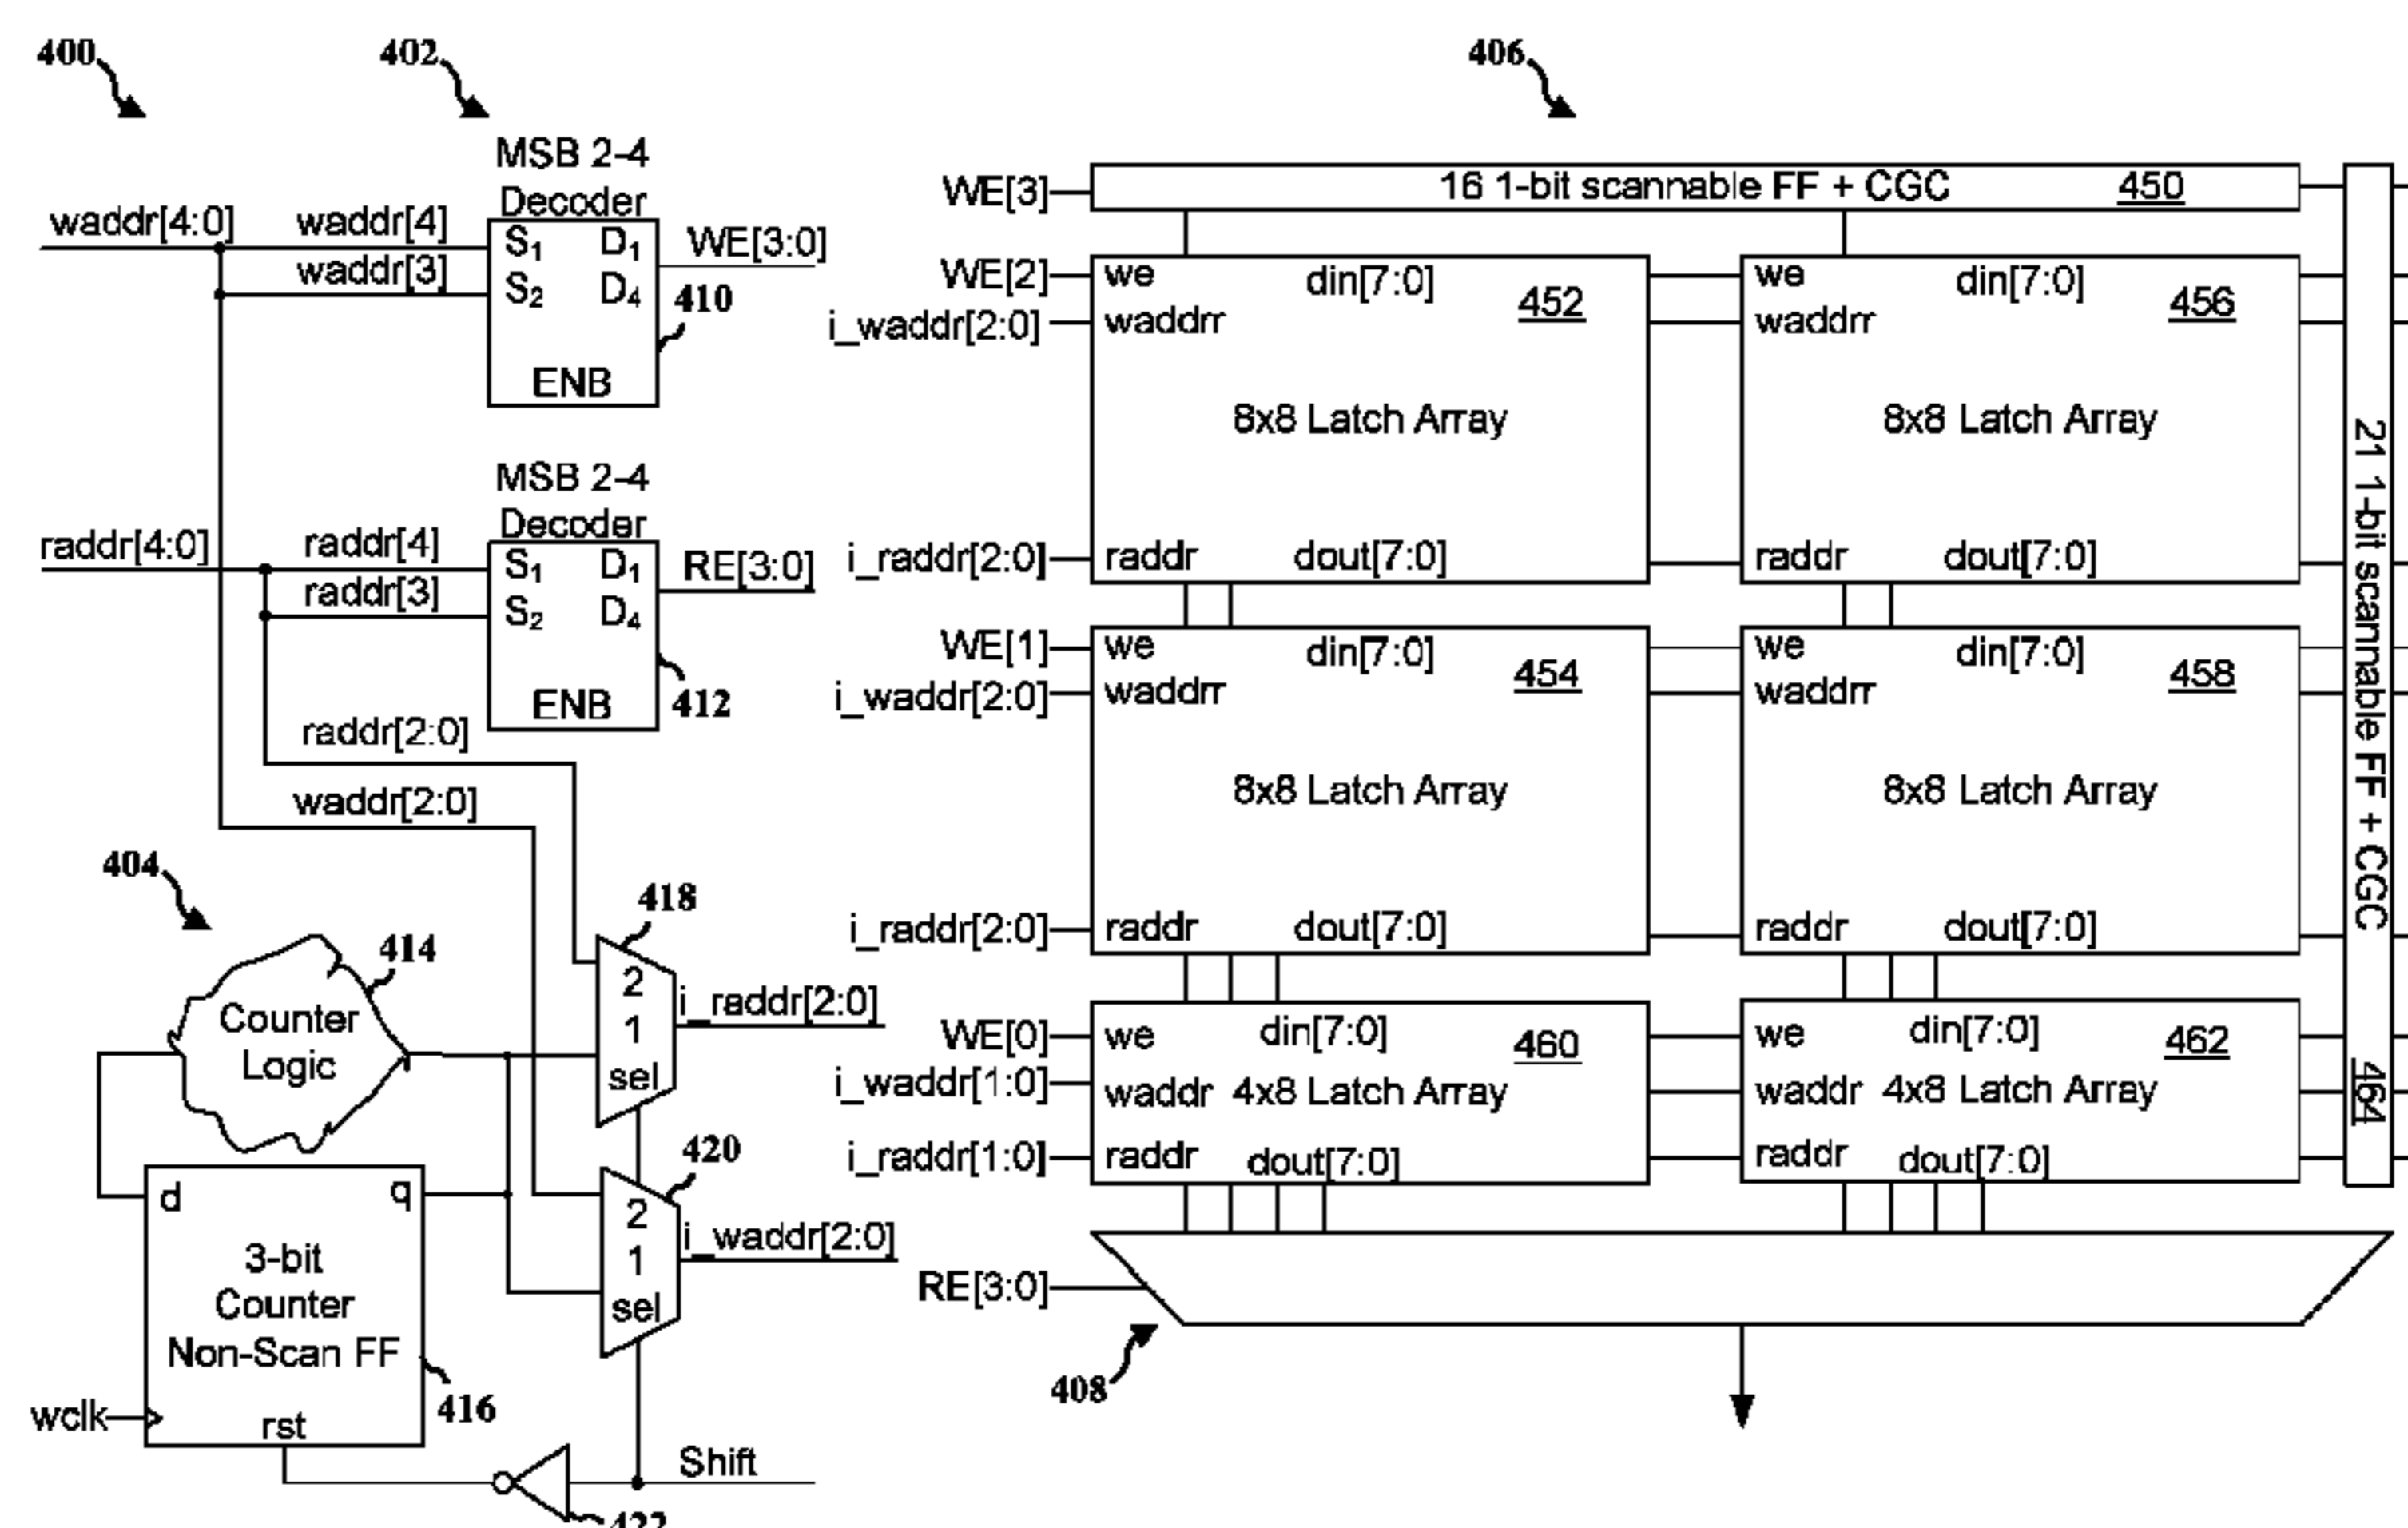 400
402
406
MSB 2-4
Decoder
waddr[4:0]
waddr[4]
waddr[3]
S1
D1
S2
D4
ENB
WE[3:0]
410
MSB 2-4
Decoder
raddr[4:0]
raddr[4]
raddr[3]
S1
D1
S2
D4
ENB
RE[3:0]
412
raddr[2:0]
waddr[2:0]
404
414
Counter
Logic
418
2
1
sel
i_raddr[2:0]
420
2
1
sel
i_waddr[2:0]
d
q
3-bit
Counter
Non-Scan FF
wclk
rst
416
Shift
422
WE[3]
16 1-bit scannable FF + CGC
450
WE[2]
i_waddr[2:0]
i_raddr[2:0]
we
din[7:0]
452
waddrr
8x8 Latch Array
raddr
dout[7:0]
we
din[7:0]
456
waddrr
8x8 Latch Array
raddr
dout[7:0]
WE[1]
i_waddr[2:0]
i_raddr[2:0]
we
din[7:0]
454
waddrr
8x8 Latch Array
raddr
dout[7:0]
we
din[7:0]
458
waddrr
8x8 Latch Array
raddr
dout[7:0]
WE[0]
i_waddr[1:0]
i_raddr[1:0]
we
din[7:0]
460
waddr 4x8 Latch Array
raddr
dout[7:0]
we
din[7:0]
462
waddr 4x8 Latch Array
raddr
dout[7:0]
21 1-bit scannable FF + CGC
464
RE[3:0]
408